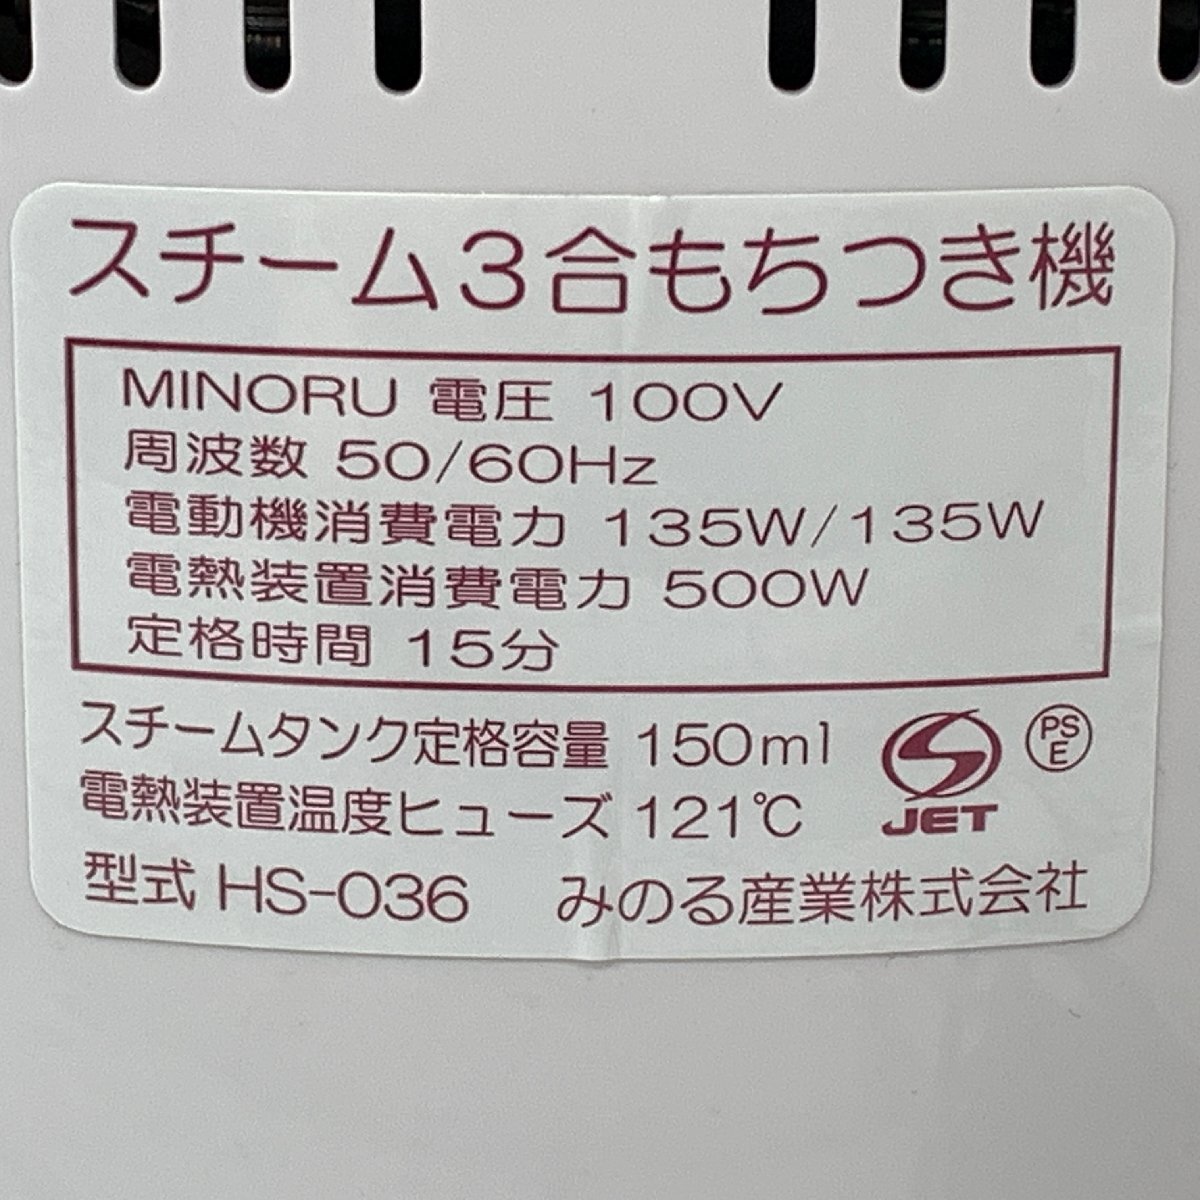 スチーム3合もちつき機
MINORU 電圧 100V
周波数 50/60Hz
電動機消費電力 135W/135W
電熱装置消費電力 500W
定格時間 15分
スチームタンク定格容量 150ml
電熱装置温度ヒューズ 121℃
JET
PS
E
型式 HS-036 みのる産業株式会社